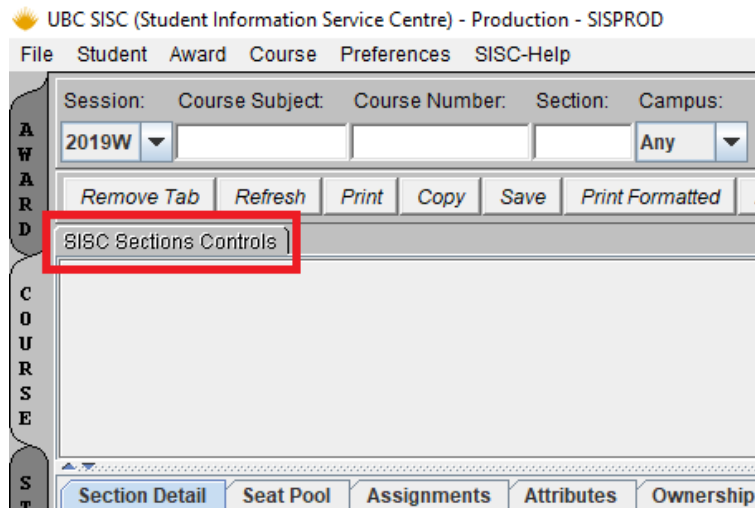 UBC SISC (Student Information Service Centre) - Production - SISPROD
File Student Award Course Preferences SISC-Help
Session: Course Subject: Course Number: Section: Campus:
2019W Any
Remove Tab Refresh Print Copy Save Print Formatted
SISC Sections Controls
AWARD
COURSE
Section Detail Seat Pool Assignments Attributes Ownership